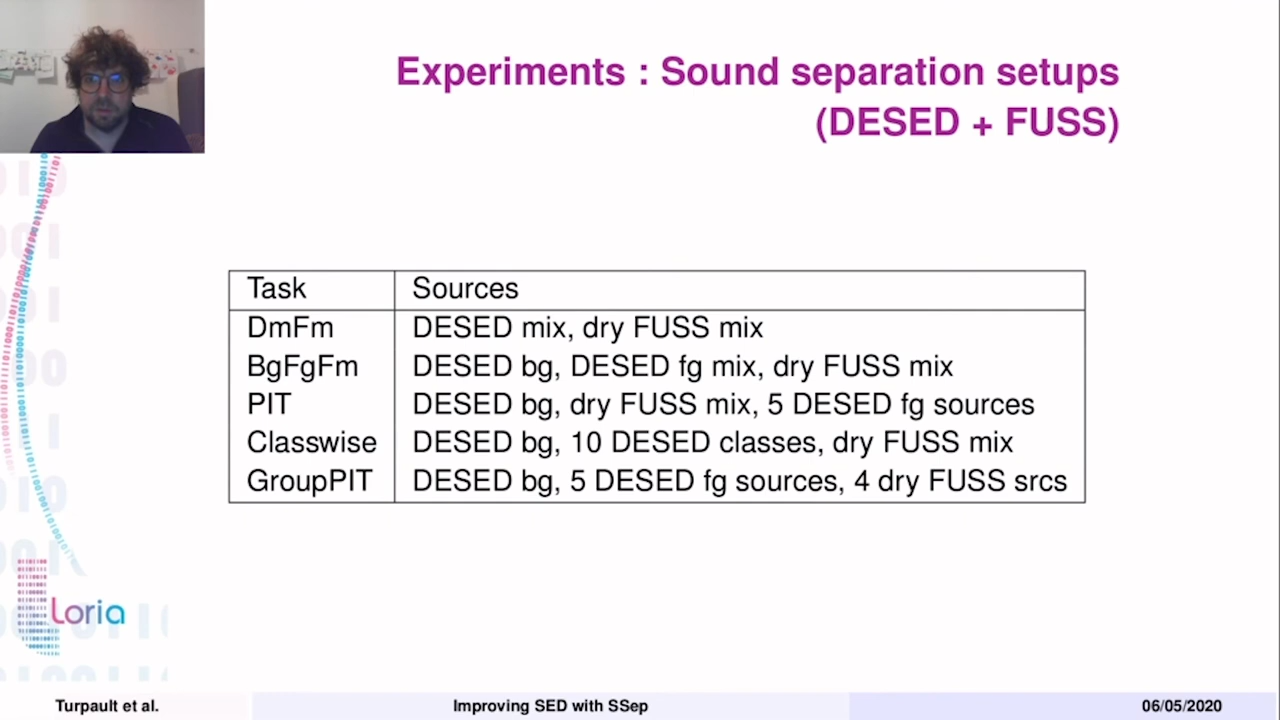 Experiments : Sound separation setups
(DESED + FUSS)
Task Sources
DmFm DESED mix, dry FUSS mix
BgFgFm DESED bg, DESED fg mix, dry FUSS mix
PIT DESED bg, dry FUSS mix, 5 DESED fg sources
Classwise DESED bg, 10 DESED classes, dry FUSS mix
GroupPIT DESED bg, 5 DESED fg sources, 4 dry FUSS srcs
Loria
Turpault et al. Improving SED with SSep 06/05/2020